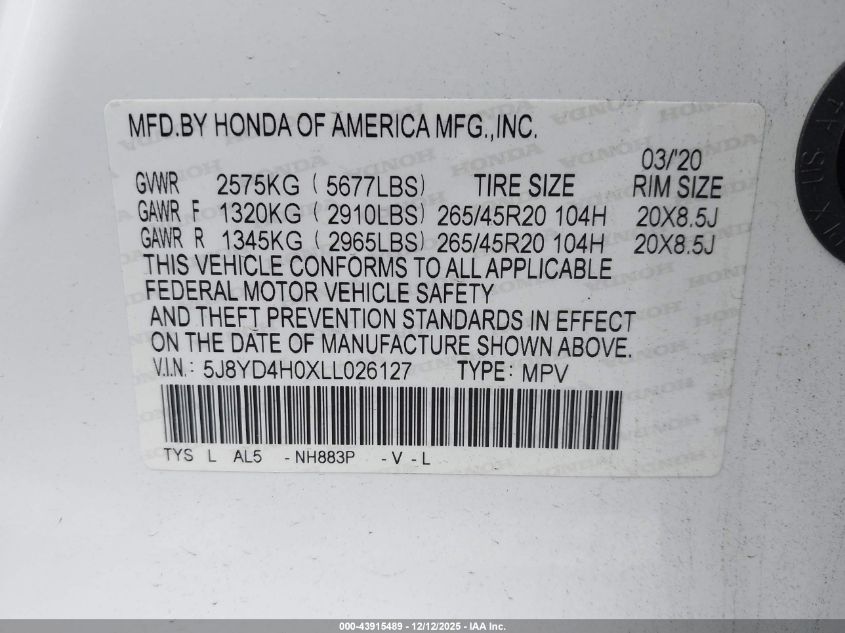 MFD.BY HONDA OF AMERICA MFG.,INC.
03/'20
GVWR 2575KG ( 5677LBS) TIRE SIZE RIM SIZE
GAWR F 1320KG ( 2910LBS) 265/45R20 104H 20X8.5J
GAWR R 1345KG ( 2965LBS) 265/45R20 104H 20X8.5J
THIS VEHICLE CONFORMS TO ALL APPLICABLE
FEDERAL MOTOR VEHICLE SAFETY
AND THEFT PREVENTION STANDARDS IN EFFECT
ON THE DATE OF MANUFACTURE SHOWN ABOVE.
V.I.N.: 5J8YD4H0XLL026127 TYPE: MPV
TYS L AL5 -NH883P -V -L
000-43915489 - 12/12/2025 - IAA Inc.